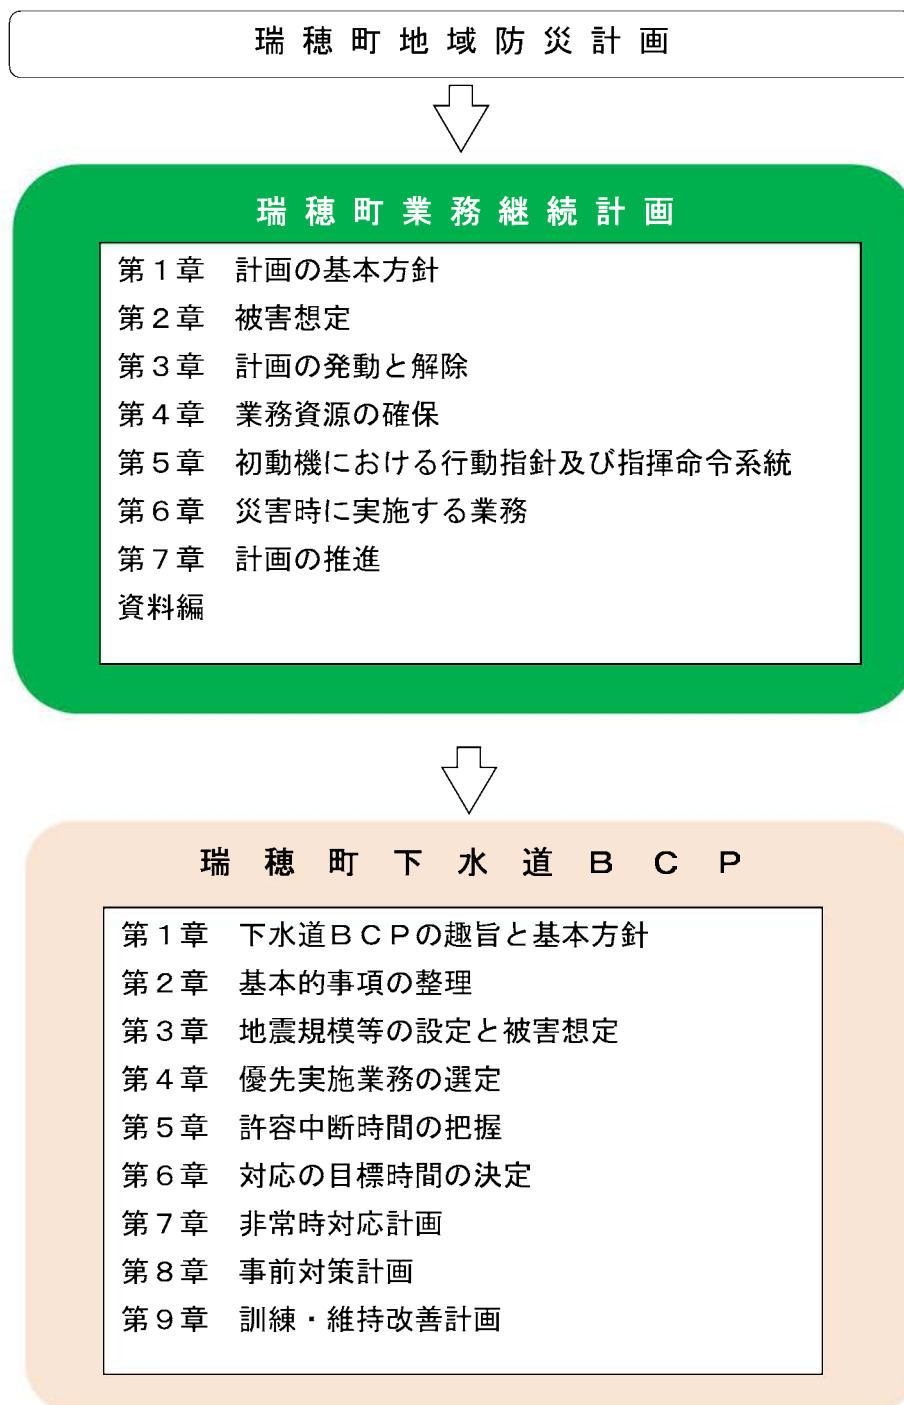 瑞穂町地域防災計画
瑞穂町業務継続計画
第１章　計画の基本方針
第２章　被害想定
第３章　計画の発動と解除
第４章　業務資源の確保
第５章　初動機における行動指針及び指揮命令系統
第６章　災害時に実施する業務
第７章　計画の推進
資料編
瑞穂町下水道ＢＣＰ
第１章　下水道ＢＣＰの趣旨と基本方針
第２章　基本的事項の整理
第３章　地震規模等の設定と被害想定
第４章　優先実施業務の選定
第５章　許容中断時間の把握
第６章　対応の目標時間の決定
第７章　非常時対応計画
第８章　事前対策計画
第９章　訓練・維持改善計画